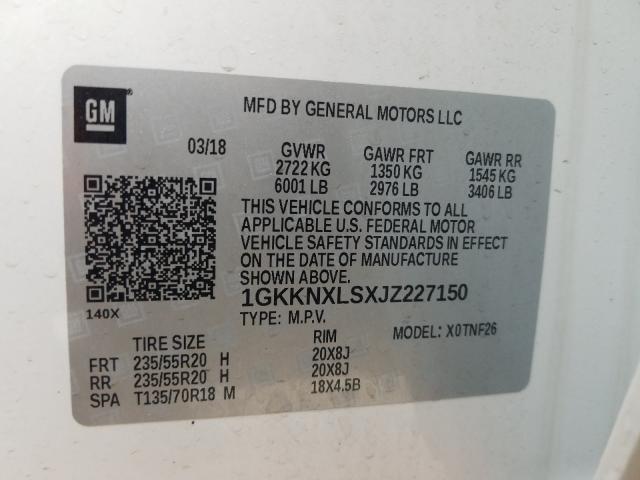 GM
MFD BY GENERAL MOTORS LLC
03/18 GVWR GAWR FRT GAWR RR
2722 KG 1350 KG 1545 KG
6001 LB 2976 LB 3406 LB
THIS VEHICLE CONFORMS TO ALL
APPLICABLE U.S. FEDERAL MOTOR
VEHICLE SAFETY STANDARDS IN EFFECT
ON THE DATE OF MANUFACTURE
SHOWN ABOVE.
1GKKNXLSXJZ227150
140X
TYPE: M.P.V. MODEL: X0TNF26
TIRE SIZE RIM
FRT 235/55R20 H 20X8J
RR 235/55R20 H 20X8J
SPA T135/70R18 M 18X4.5B